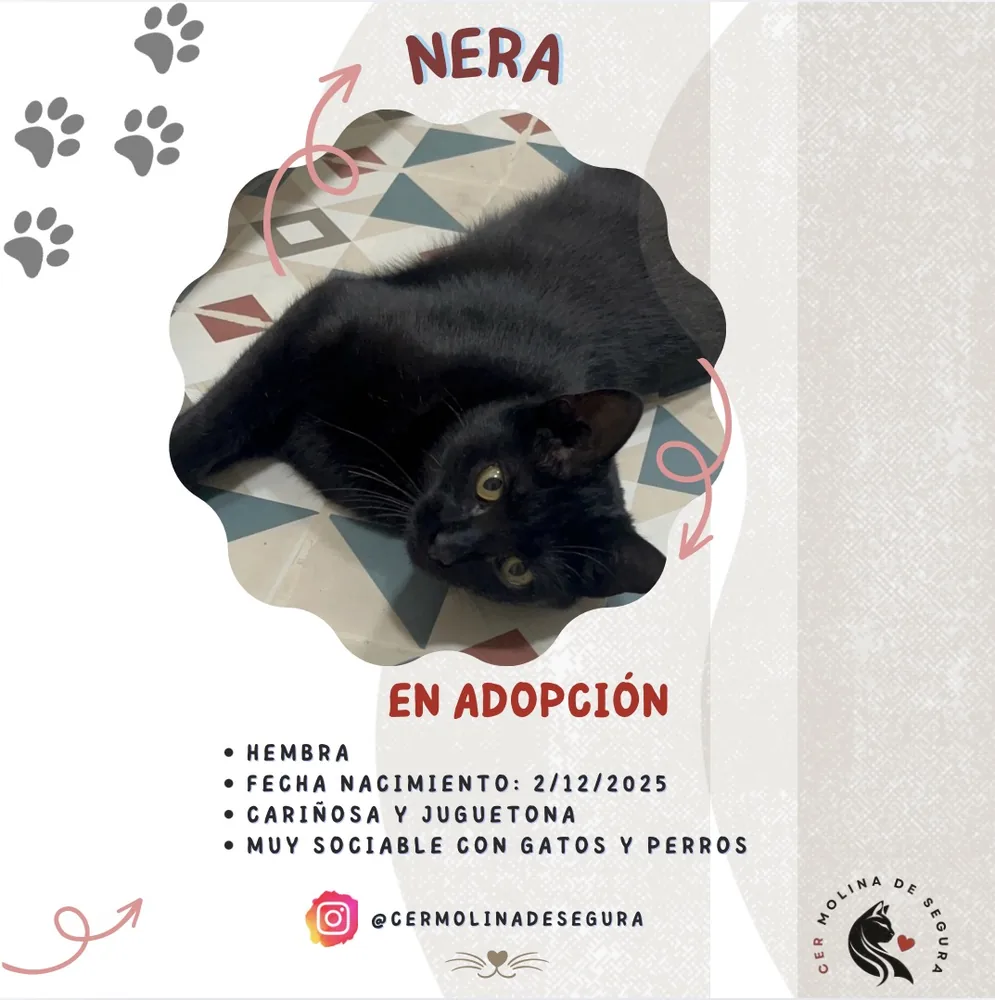 NERA
EN ADOPCIÓN
• HEMBRA
• FECHA NACIMIENTO: 2/12/2025
• CARIÑOSA Y JUGUETONA
• MUY SOCIABLE CON GATOS Y PERROS
@CERMOLINADESEGURA
CER MOLINA DE SEGURA